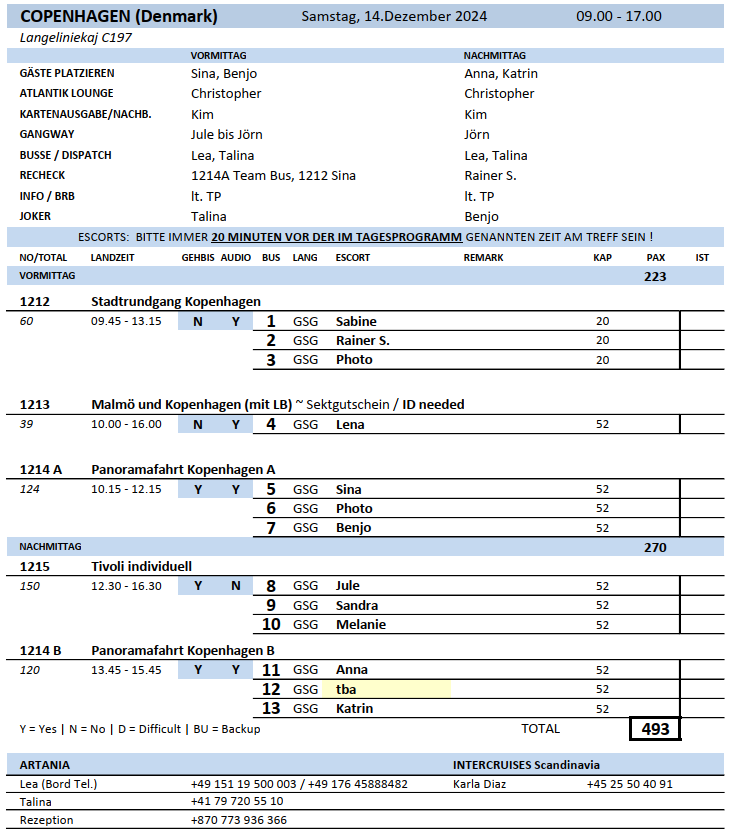 COPENHAGEN (Denmark) Samstag, 14.Dezember 2024 09.00 - 17.00
Langeliniekaj C197
VORMITTAG NACHMITTAG
GÄSTE PLATZIEREN Sina, Benjo Anna, Katrin
ATLANTIK LOUNGE Christopher Christopher
KARTENAUSGABE/NACHB. Kim Kim
GANGWAY Jule bis Jörn Jörn
BUSSE / DISPATCH Lea, Talina Lea, Talina
RECHECK 1214A Team Bus, 1212 Sina Rainer S.
INFO / BRB lt. TP lt. TP
JOKER Talina Benjo
ESCORTS: BITTE IMMER 20 MINUTEN VOR DER IM TAGESPROGRAMM GENANNTEN ZEIT AM TREFF SEIN !
NO/TOTAL LANDZEIT GEHBIS AUDIO BUS LANG ESCORT REMARK KAP PAX IST
VORMITTAG 223
1212 Stadtrundgang Kopenhagen
60 09.45 - 13.15 N Y 1 GSG Sabine 20
2 GSG Rainer S. 20
3 GSG Photo 20
1213 Malmö und Kopenhagen (mit LB) ~ Sektgutschein / ID needed
39 10.00 - 16.00 N Y 4 GSG Lena 52
1214 A Panoramafahrt Kopenhagen A
124 10.15 - 12.15 Y Y 5 GSG Sina 52
6 GSG Photo 52
7 GSG Benjo 52
NACHMITTAG 270
1215 Tivoli individuell
150 12.30 - 16.30 Y N 8 GSG Jule 52
9 GSG Sandra 52
10 GSG Melanie 52
1214 B Panoramafahrt Kopenhagen B
120 13.45 - 15.45 Y Y 11 GSG Anna 52
12 GSG tba 52
13 GSG Katrin 52
Y = Yes | N = No | D = Difficult | BU = Backup TOTAL 493
ARTANIA INTERCRUISES Scandinavia
Lea (Bord Tel.) +49 151 19 500 003 / +49 176 45888482 Karla Diaz +45 25 50 40 91
Talina +41 79 720 55 10
Rezeption +870 773 936 366